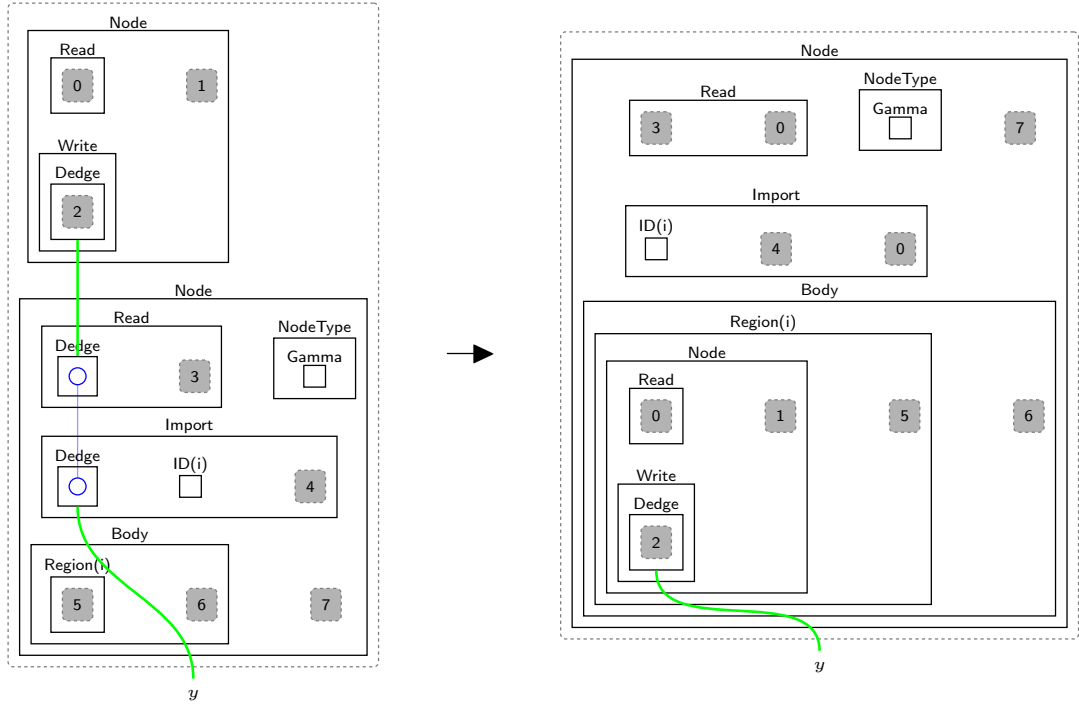 Node
Read
0
1
Write
Dedge
2
Node
Read
Dedge
3
NodeType
Gamma
Import
Dedge
ID(i)
4
Body
Region(i)
5
6
7
y
Node
Read
3
0
NodeType
Gamma
7
Import
ID(i)
4
0
Body
Region(i)
Node
Read
0
1
5
6
Write
Dedge
2
y